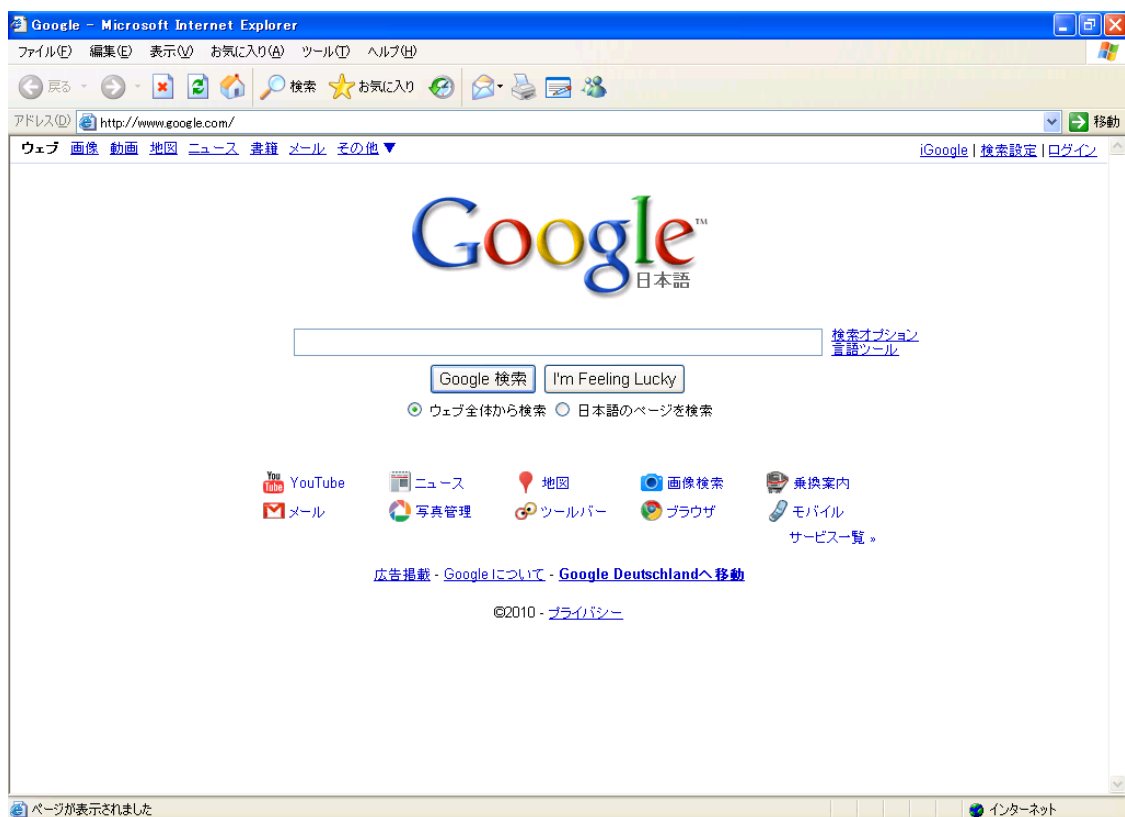 Google - Microsoft Internet Explorer
ファイル(F) 編集(E) 表示(V) お気に入り(A) ツール(T) ヘルプ(H)
戻る 検索 お気に入り
アドレス(D) http://www.google.com/ 移動
ウェブ 画像 動画 地図 ニュース 書籍 メール その他 ▼ iGoogle | 検索設定 | ログイン
Google™
日本語
検索オプション
言語ツール
Google 検索 I'm Feeling Lucky
ウェブ全体から検索 日本語のページを検索
You Tube YouTube ニュース 地図 画像検索 乗換案内
メール 写真管理 ツールバー ブラウザ モバイル
サービス一覧 »
広告掲載 - Google について - Google Deutschlandへ移動
©2010 - プライバシー
ページが表示されました インターネット